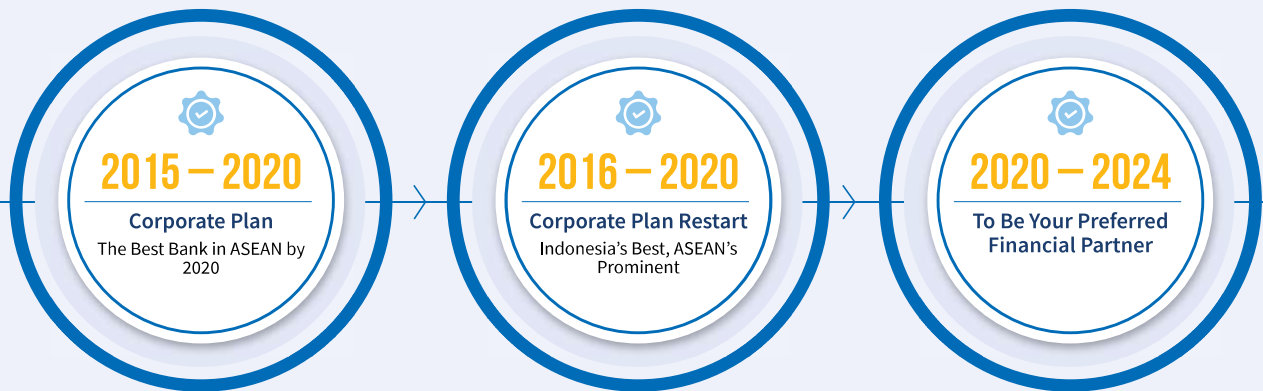 2015 – 2020
Corporate Plan
The Best Bank in ASEAN by
2020
2016 – 2020
Corporate Plan Restart
Indonesia’s Best, ASEAN’s
Prominent
2020 – 2024
To Be Your Preferred
Financial Partner